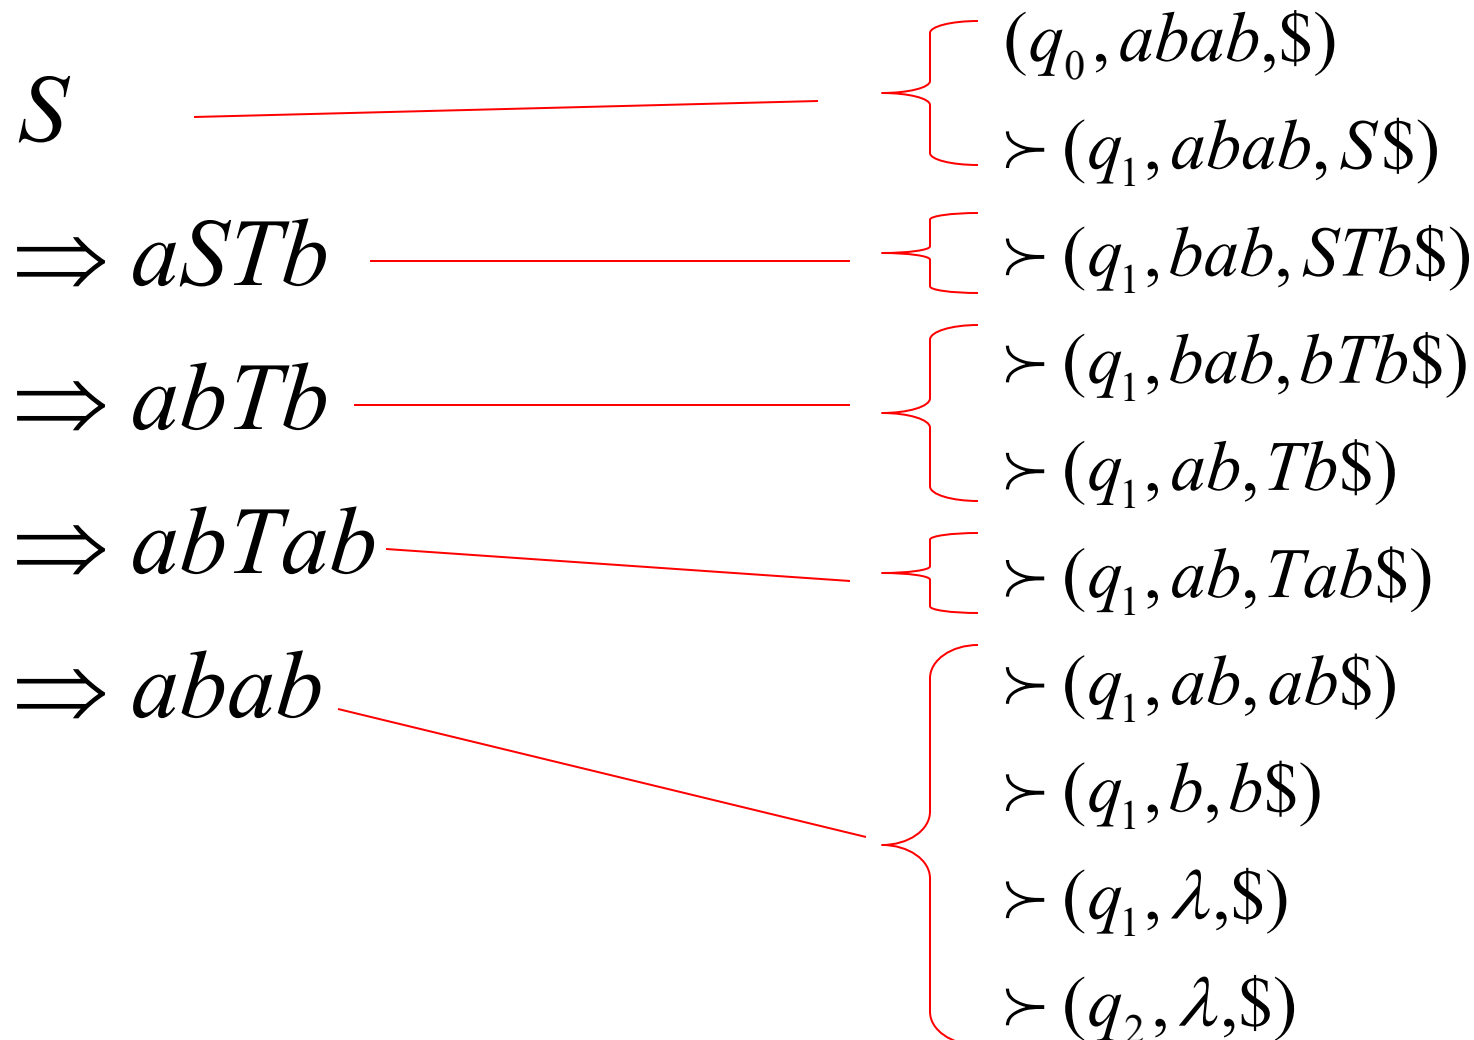 S
⇒ aSTb
⇒ abTb
⇒ abTab
⇒ abab
(q₀, abab,$)
≻ (q₁, abab, S$)
≻ (q₁, bab, STb$)
≻ (q₁, bab, bTb$)
≻ (q₁, ab, Tb$)
≻ (q₁, ab, Tab$)
≻ (q₁, ab, ab$)
≻ (q₁, b, b$)
≻ (q₁, λ,$)
≻ (q₂, λ,$)